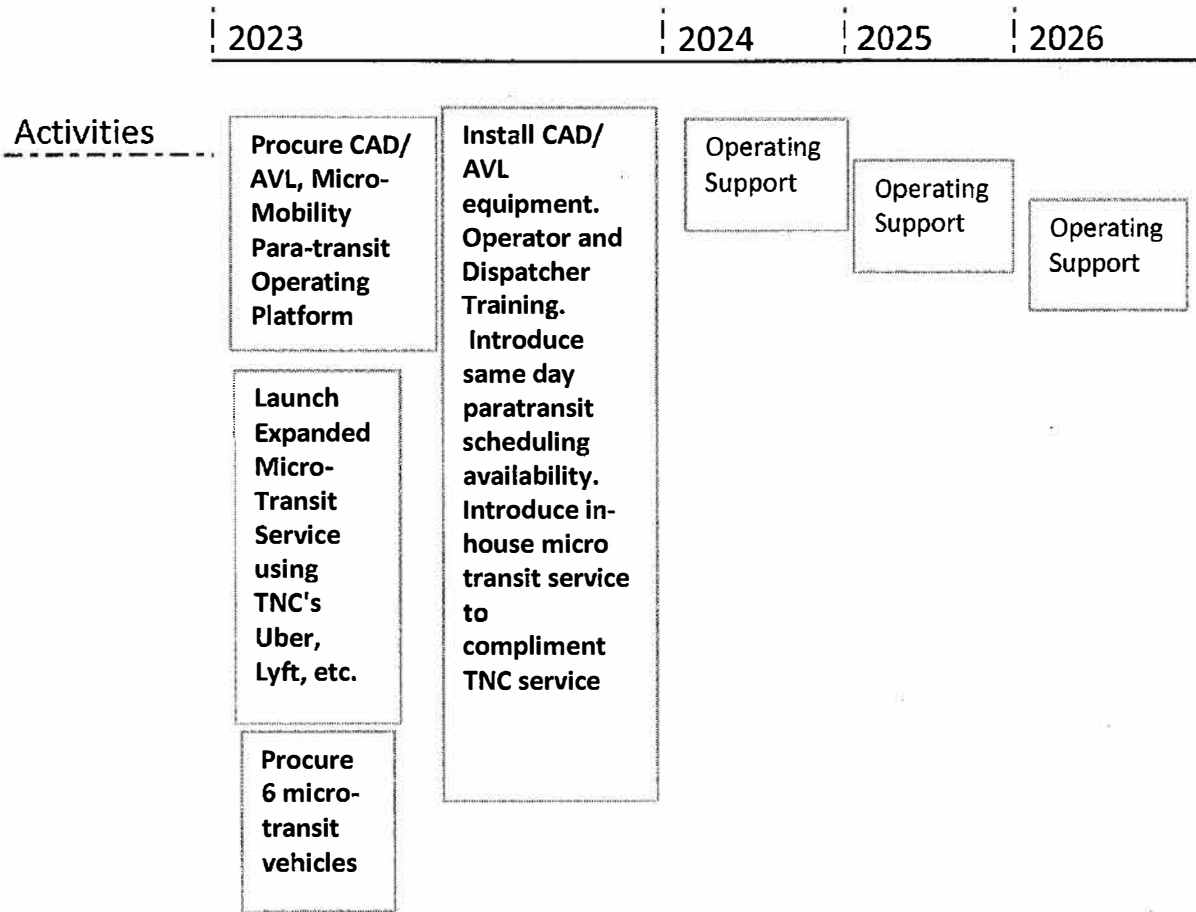 2023
2024
2025
2026
Activities
Procure CAD/
AVL, Micro-
Mobility
Para-transit
Operating
Platform
Launch
Expanded
Micro-
Transit
Service
using
TNC's
Uber,
Lyft, etc.
Procure
6 micro-
transit
vehicles
Install CAD/
AVL
equipment.
Operator and
Dispatcher
Training.
Introduce
same day
paratransit
scheduling
availability.
Introduce in-
house micro
transit service
to
compliment
TNC service
Operating
Support
Operating
Support
Operating
Support